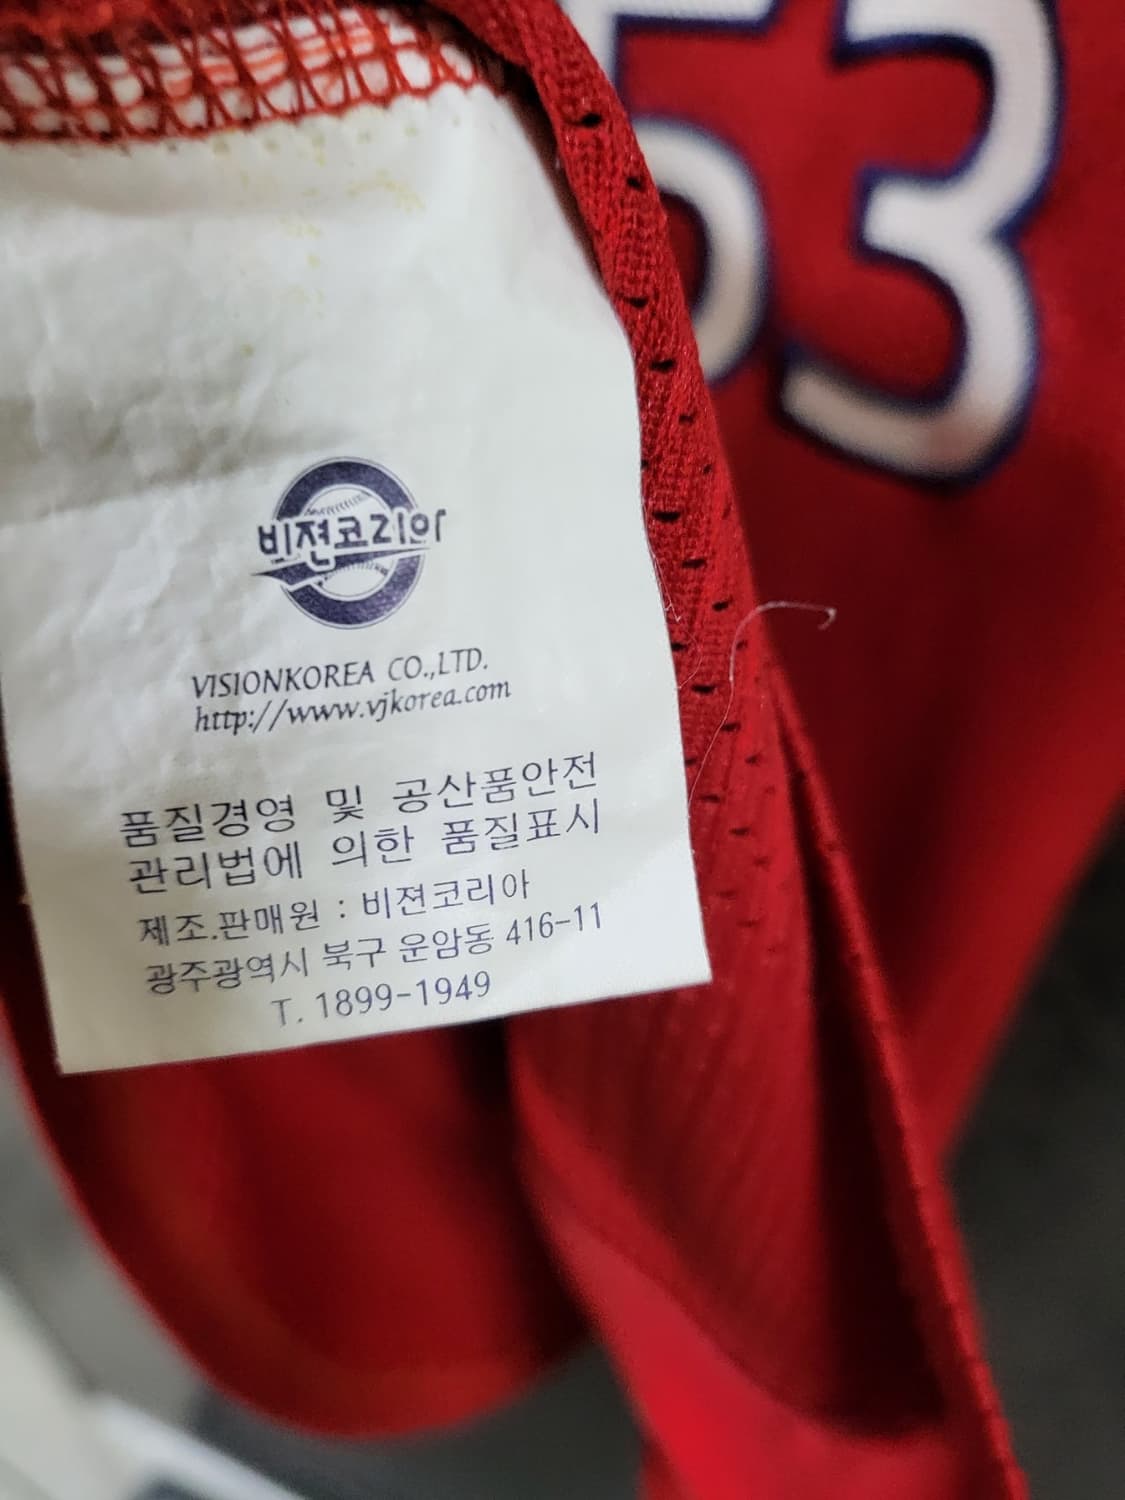 53
비젼코리아
VISIONKOREA CO.,LTD.
http://www.vjkorea.com
품질경영 및 공산품안전
관리법에 의한 품질표시
제조.판매원 : 비젼코리아
광주광역시 북구 운암동 416-11
T. 1899-1949